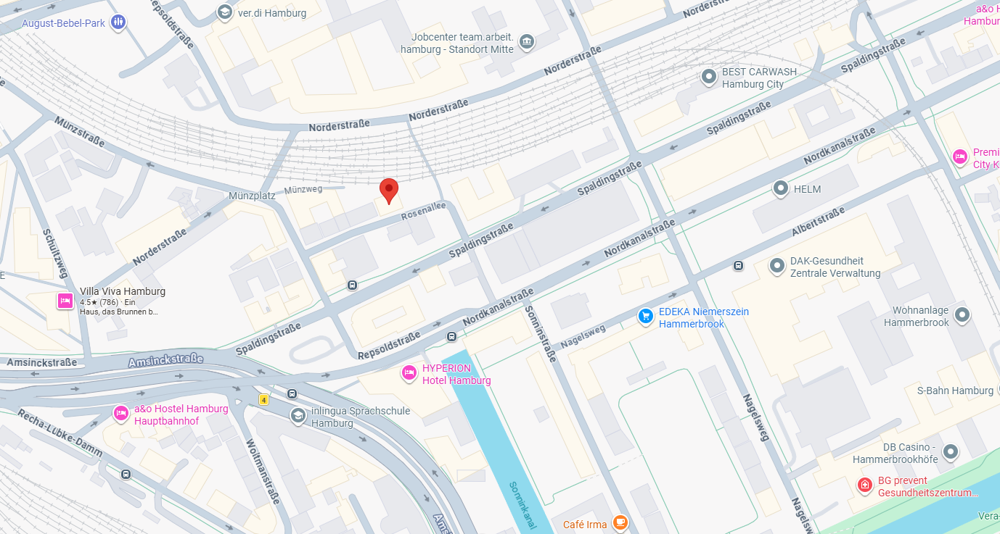 August-Bebel-Park
Repsoldstraße
ver.di Hamburg
Jobcenter team.arbeit.
hamburg - Standort Mitte
Norderstraße
Norderstraße
a&o H
Hamburg
BEST CARWASH
Hamburg City
Spaldingstraße
Münzstraße
Norderstraße
Norderstraße
Spaldingstraße
Nordkanalstraße
Premi
City K
Münzplatz
Münzweg
Rosenallee
Spaldingstraße
HELM
Spaldingstraße
Nordkanalstraße
Albertstraße
Schultzweg
Norderstraße
DAK-Gesundheit
Zentrale Verwaltung
E
Villa Viva Hamburg
4.5★ (786) · Ein
Haus, das Brunnen b...
Nordkanalstraße
Sonninstraße
EDEKA Niemerszein
Hammerbrook
Wohnanlage
Hammerbrook
Spaldingstraße
Repsoldstraße
Nagelsweg
Amsinckstraße
Amsinckstraße
HYPERION
Hotel Hamburg
4
S-Bahn Hamburg
a&o Hostel Hamburg
Hauptbahnhof
inlingua Sprachschule
Hamburg
Nagelsweg
Recha-Lübke-Damm
Woltmanstraße
DB Casino -
Hammerbrookhöfe
BG prevent
Gesundheitszentrum...
Sonninkanal
Nagelsw
Vera-
Ams
Café Irma